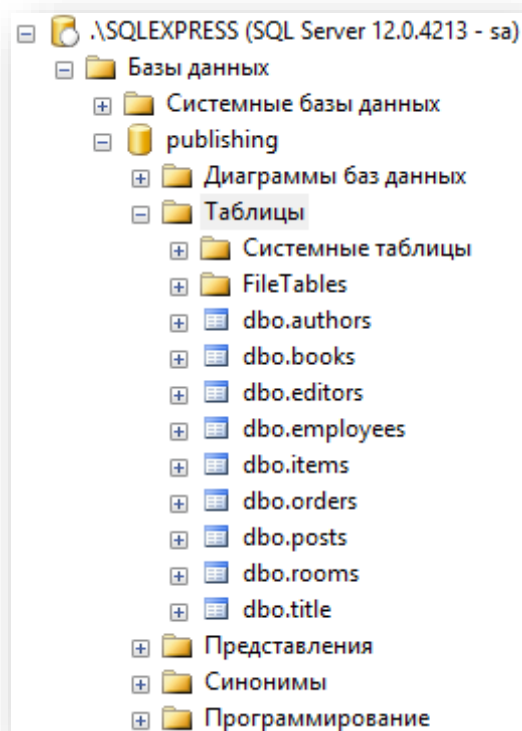 .\SQLEXPRESS (SQL Server 12.0.4213 - sa)
Базы данных
Системные базы данных
publishing
Диаграммы баз данных
Таблицы
Системные таблицы
FileTables
dbo.authors
dbo.books
dbo.editors
dbo.employees
dbo.items
dbo.orders
dbo.posts
dbo.rooms
dbo.title
Представления
Синонимы
Программирование